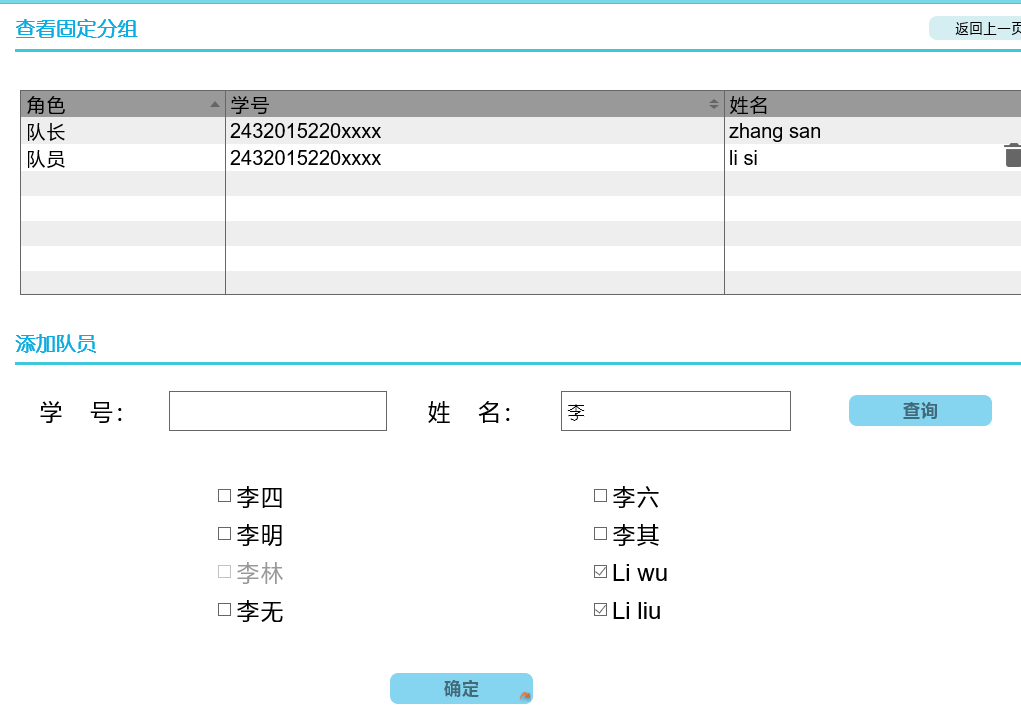 查看固定分组
返回上一页
角色 学号 姓名
队长 2432015220xxxx zhang san
队员 2432015220xxxx li si
添加队员
学 号： 姓 名： 李 查询
李四 李六
李明 李其
李林 Li wu
李无 Li liu
确定